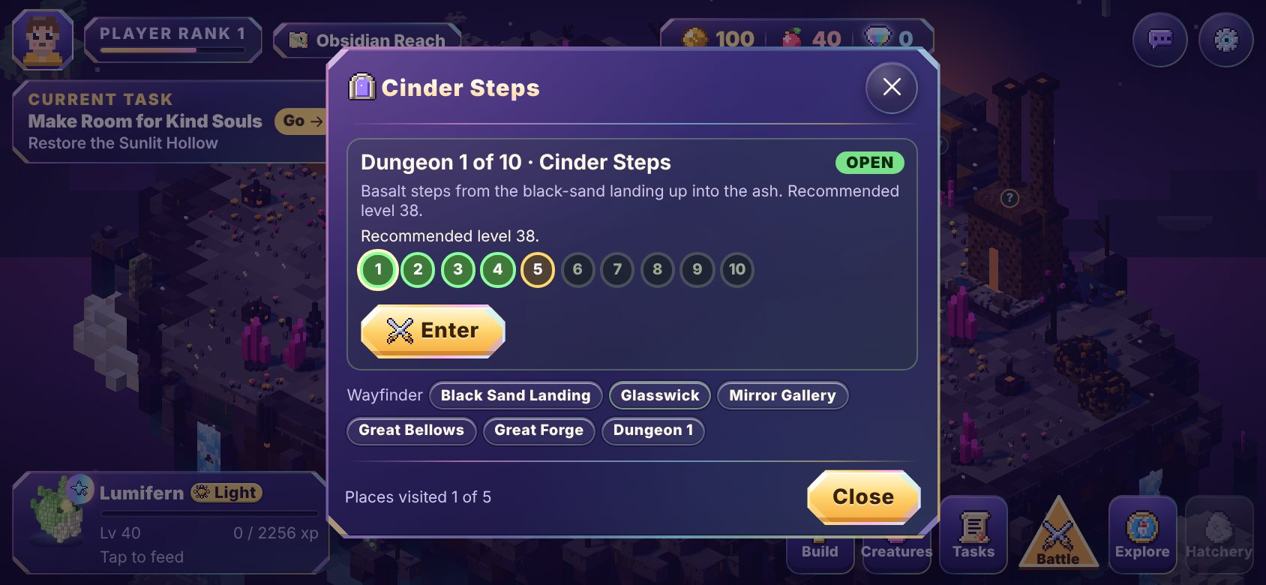 PLAYER RANK 1
Obsidian Reach
100
40
0
CURRENT TASK
Make Room for Kind Souls
Go →
Restore the Sunlit Hollow
Cinder Steps
Dungeon 1 of 10 · Cinder Steps
OPEN
Basalt steps from the black-sand landing up into the ash. Recommended
level 38.
Recommended level 38.
1 2 3 4 5 6 7 8 9 10
Enter
Wayfinder Black Sand Landing Glasswick Mirror Gallery
Great Bellows Great Forge Dungeon 1
Places visited 1 of 5
Close
?
Lumifern Light
Lv 40 0 / 2256 xp
Tap to feed
Build Creatures Tasks Battle Explore Hatchery